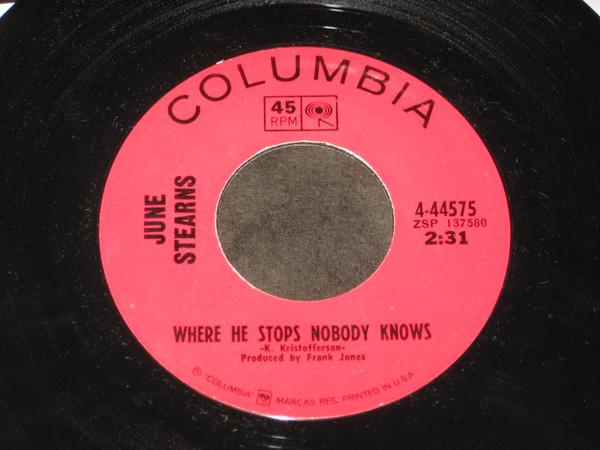 COLUMBIA
45
RPM
JUNE
STEARNS
4-44575
ZSP 137580
2:31
WHERE HE STOPS NOBODY KNOWS
-K. Kristofferson-
Produced by Frank Jones
℗ "COLUMBIA" MARCAS REG. PRINTED IN U.S.A.